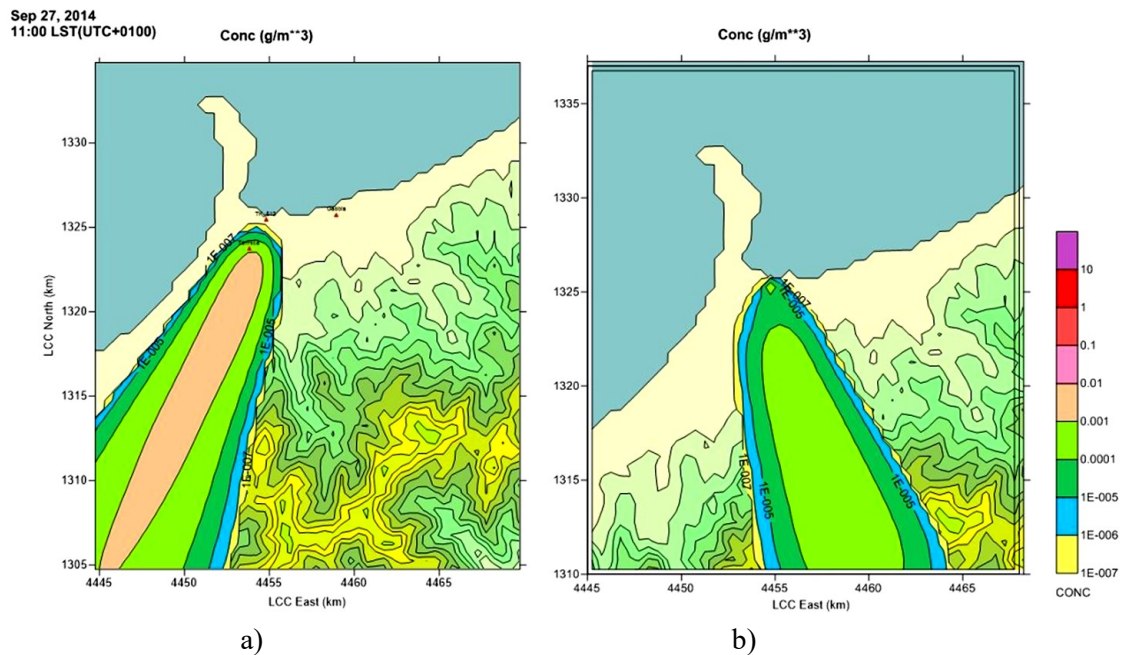 Sep 27, 2014
11:00 LST(UTC+0100)
Conc (g/m**3)
LCC North (km)
1330
1325
1320
1315
1310
1305
1E-007
1E-005
1E-005
1E-007
4445 4450 4455 4460 4465
LCC East (km)
a)
Conc (g/m**3)
1335
1330
1325
1320
1315
1310
1E-007
1E-005
1E-007
1E-005
1E-005
4445 4450 4455 4460 4465
LCC East (km)
b)
10
1
0.1
0.01
0.001
0.0001
1E-005
1E-006
1E-007
CONC